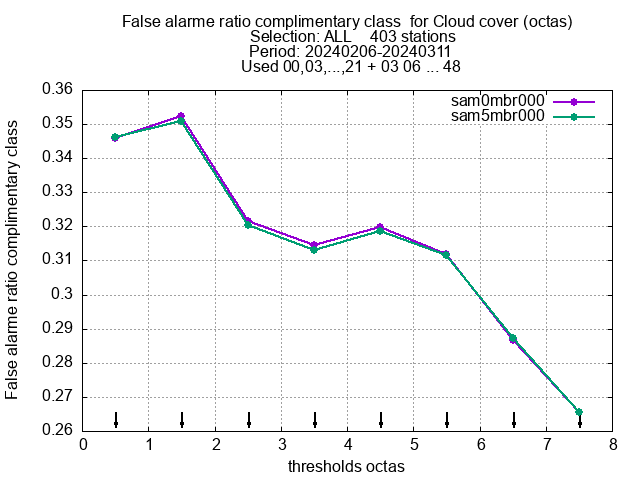 False alarme ratio complimentary class  for Cloud cover (octas)
Selection: ALL    403 stations
Period: 20240206-20240311
Used 00,03,...,21 + 03 06 ... 48
sam0mbr000
sam5mbr000
0.36
0.35
0.34
0.33
0.32
0.31
0.3
0.29
0.28
0.27
0.26
False alarme ratio complimentary class
0 1 2 3 4 5 6 7 8
thresholds octas